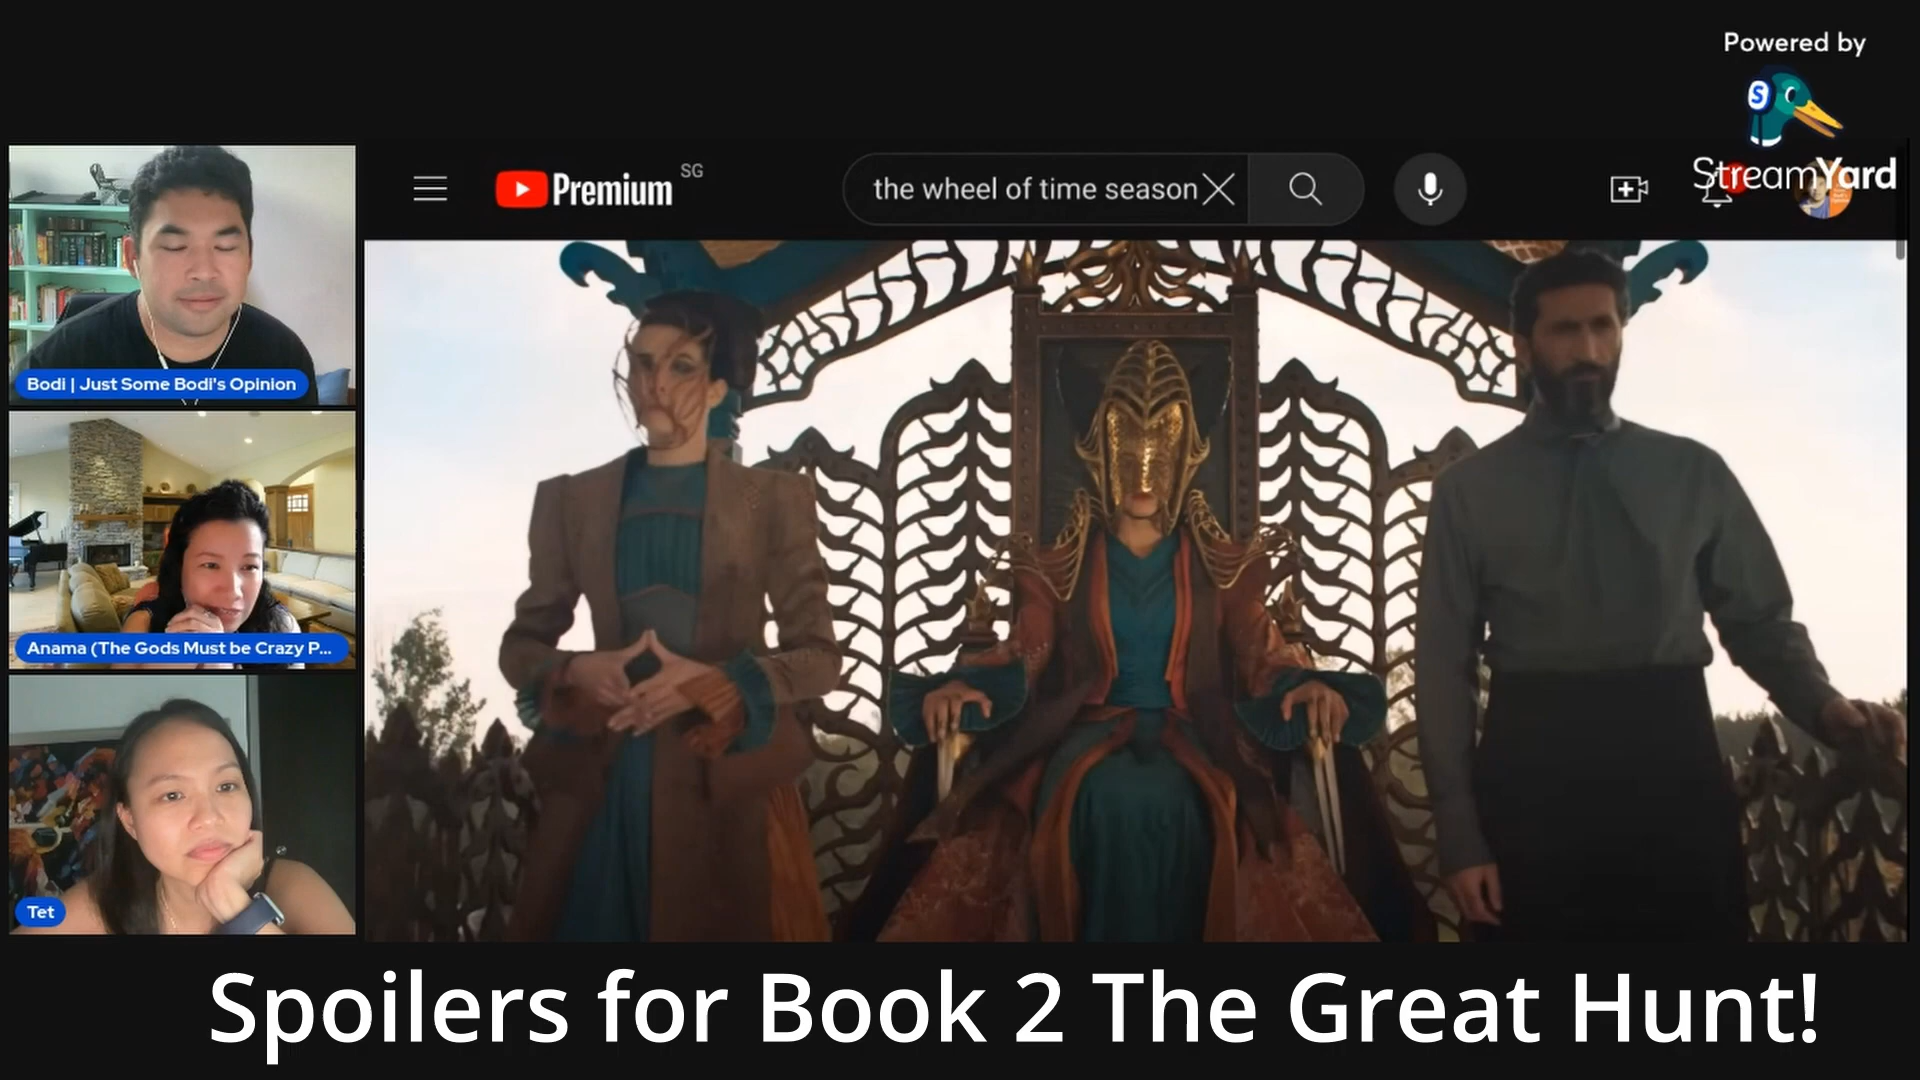 Powered by
StreamYard
Premium SG
the wheel of time season
Bodi | Just Some Bodi's Opinion
Anama (The Gods Must be Crazy P...
Tet
Spoilers for Book 2 The Great Hunt!